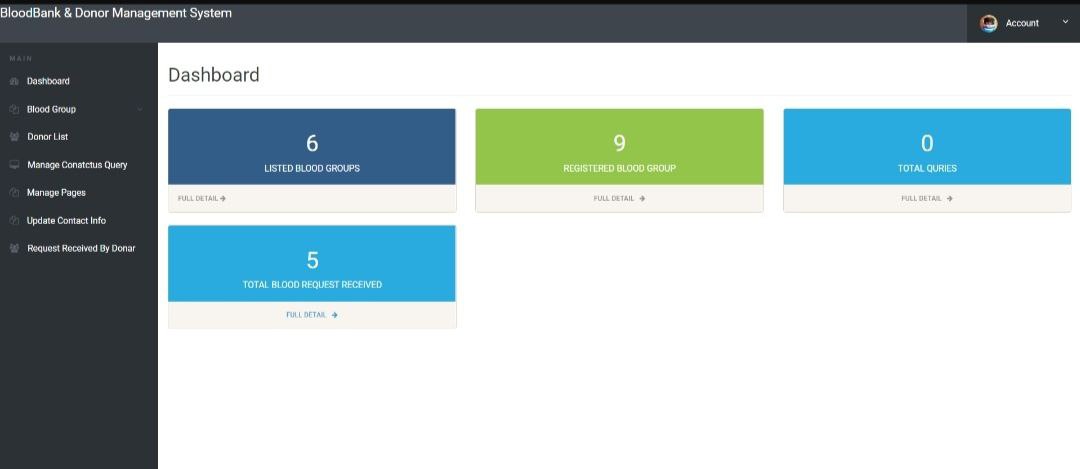 BloodBank & Donor Management System
Account
MAIN
Dashboard
Blood Group
Donor List
Manage Conatctus Query
Manage Pages
Update Contact Info
Request Received By Donar
Dashboard
6
LISTED BLOOD GROUPS
FULL DETAIL
9
REGISTERED BLOOD GROUP
FULL DETAIL
0
TOTAL QURIES
FULL DETAIL
5
TOTAL BLOOD REQUEST RECEIVED
FULL DETAIL